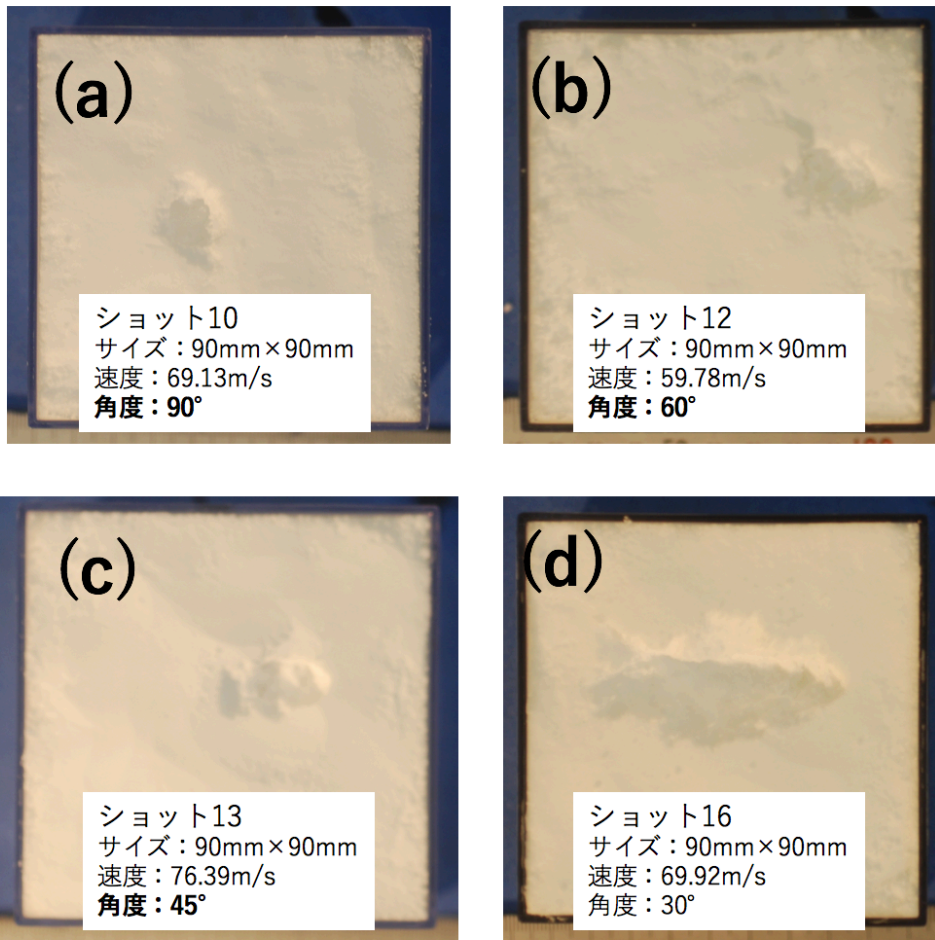 (a)
ショット10
サイズ：90mm×90mm
速度：69.13m/s
角度：90°
(b)
ショット12
サイズ：90mm×90mm
速度：59.78m/s
角度：60°
(c)
ショット13
サイズ：90mm×90mm
速度：76.39m/s
角度：45°
(d)
ショット16
サイズ：90mm×90mm
速度：69.92m/s
角度：30°